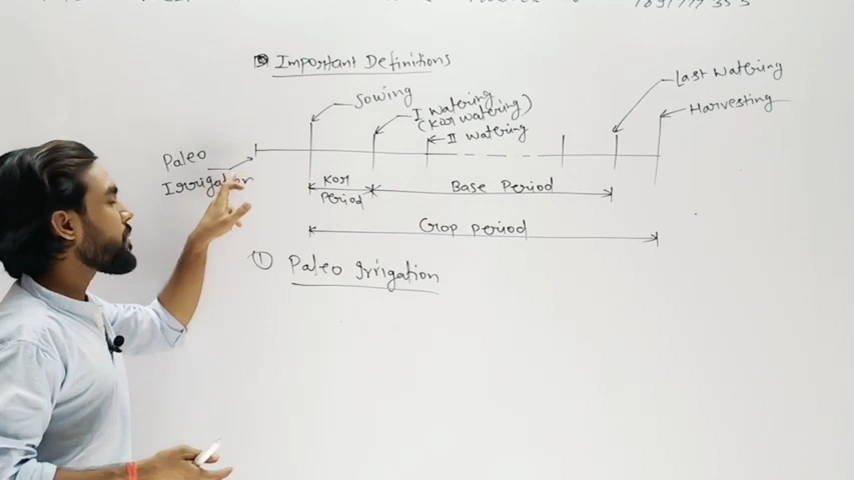 Important Definitions
Sowing
I watering
(Kor watering)
II watering
Last watering
Harvesting
Paleo
Irrigation
Kor
Period
Base Period
Crop period
① Paleo Irrigation